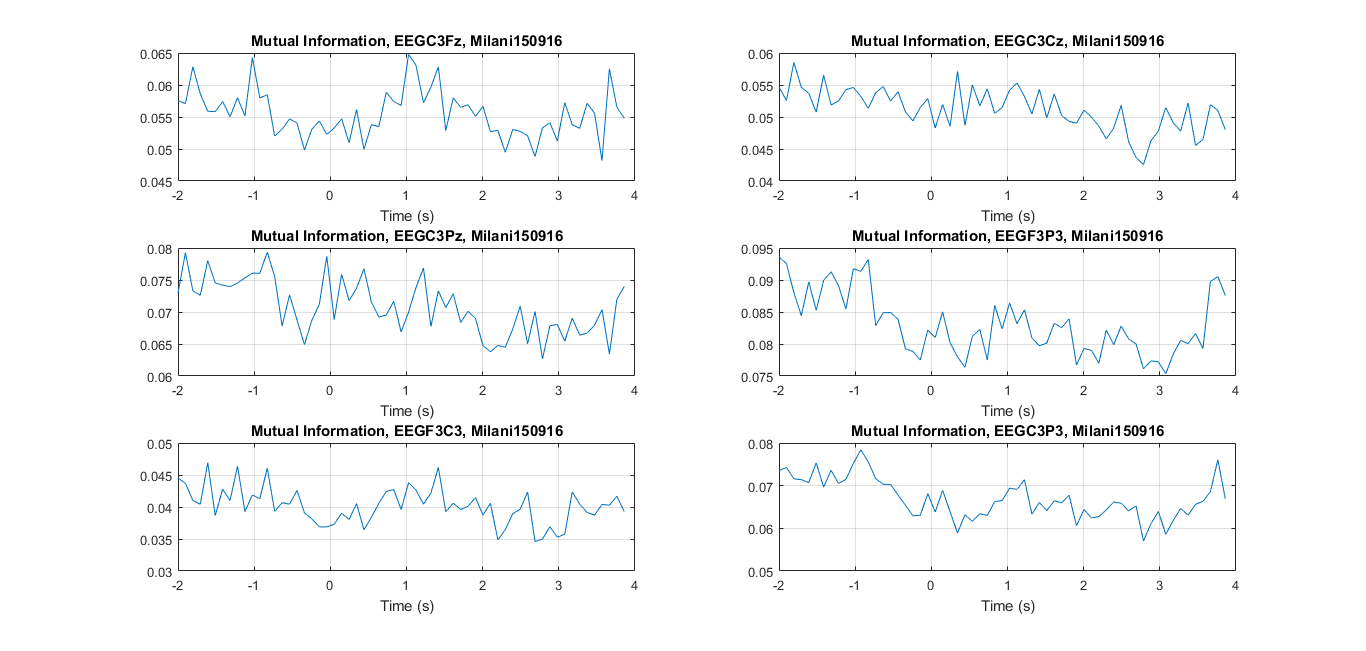 Mutual Information, EEGC3Fz, Milani150916
0.065
0.06
0.055
0.05
0.045
-2 -1 0 1 2 3 4
Time (s)
Mutual Information, EEGC3Cz, Milani150916
0.06
0.055
0.05
0.045
0.04
-2 -1 0 1 2 3 4
Time (s)
Mutual Information, EEGC3Pz, Milani150916
0.08
0.075
0.07
0.065
0.06
-2 -1 0 1 2 3 4
Time (s)
Mutual Information, EEGF3P3, Milani150916
0.095
0.09
0.085
0.08
0.075
-2 -1 0 1 2 3 4
Time (s)
Mutual Information, EEGF3C3, Milani150916
0.05
0.045
0.04
0.035
0.03
-2 -1 0 1 2 3 4
Time (s)
Mutual Information, EEGC3P3, Milani150916
0.08
0.07
0.06
0.05
-2 -1 0 1 2 3 4
Time (s)